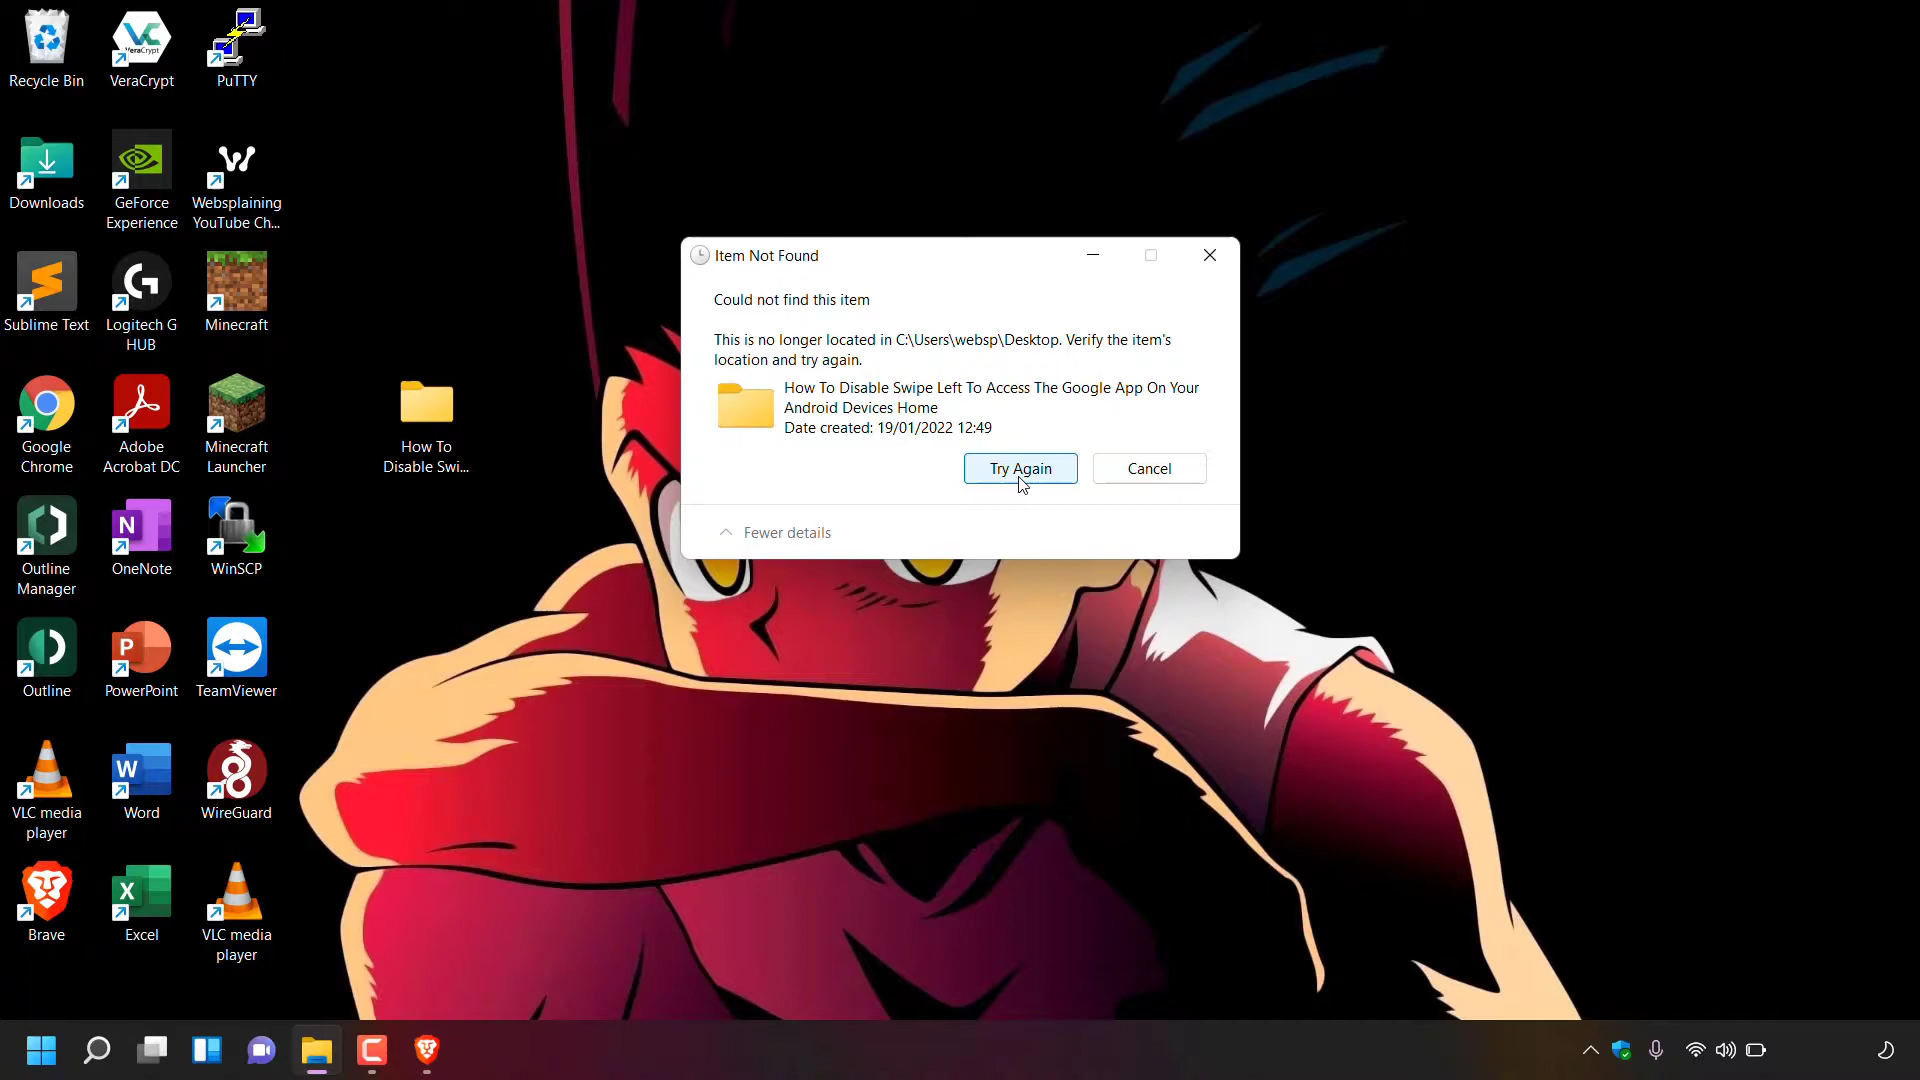 Recycle Bin
VeraCrypt
PuTTY
Downloads
GeForce
Experience
Websplaining
YouTube Ch...
Sublime Text
Logitech G
HUB
Minecraft
Google
Chrome
Adobe
Acrobat DC
Minecraft
Launcher
How To
Disable Swi...
Outline
Manager
OneNote
WinSCP
Outline
PowerPoint
TeamViewer
VLC media
player
Word
WireGuard
Brave
Excel
VLC media
player
Item Not Found
Could not find this item
This is no longer located in C:\Users\websp\Desktop. Verify the item's
location and try again.
How To Disable Swipe Left To Access The Google App On Your
Android Devices Home
Date created: 19/01/2022 12:49
Try Again
Cancel
Fewer details